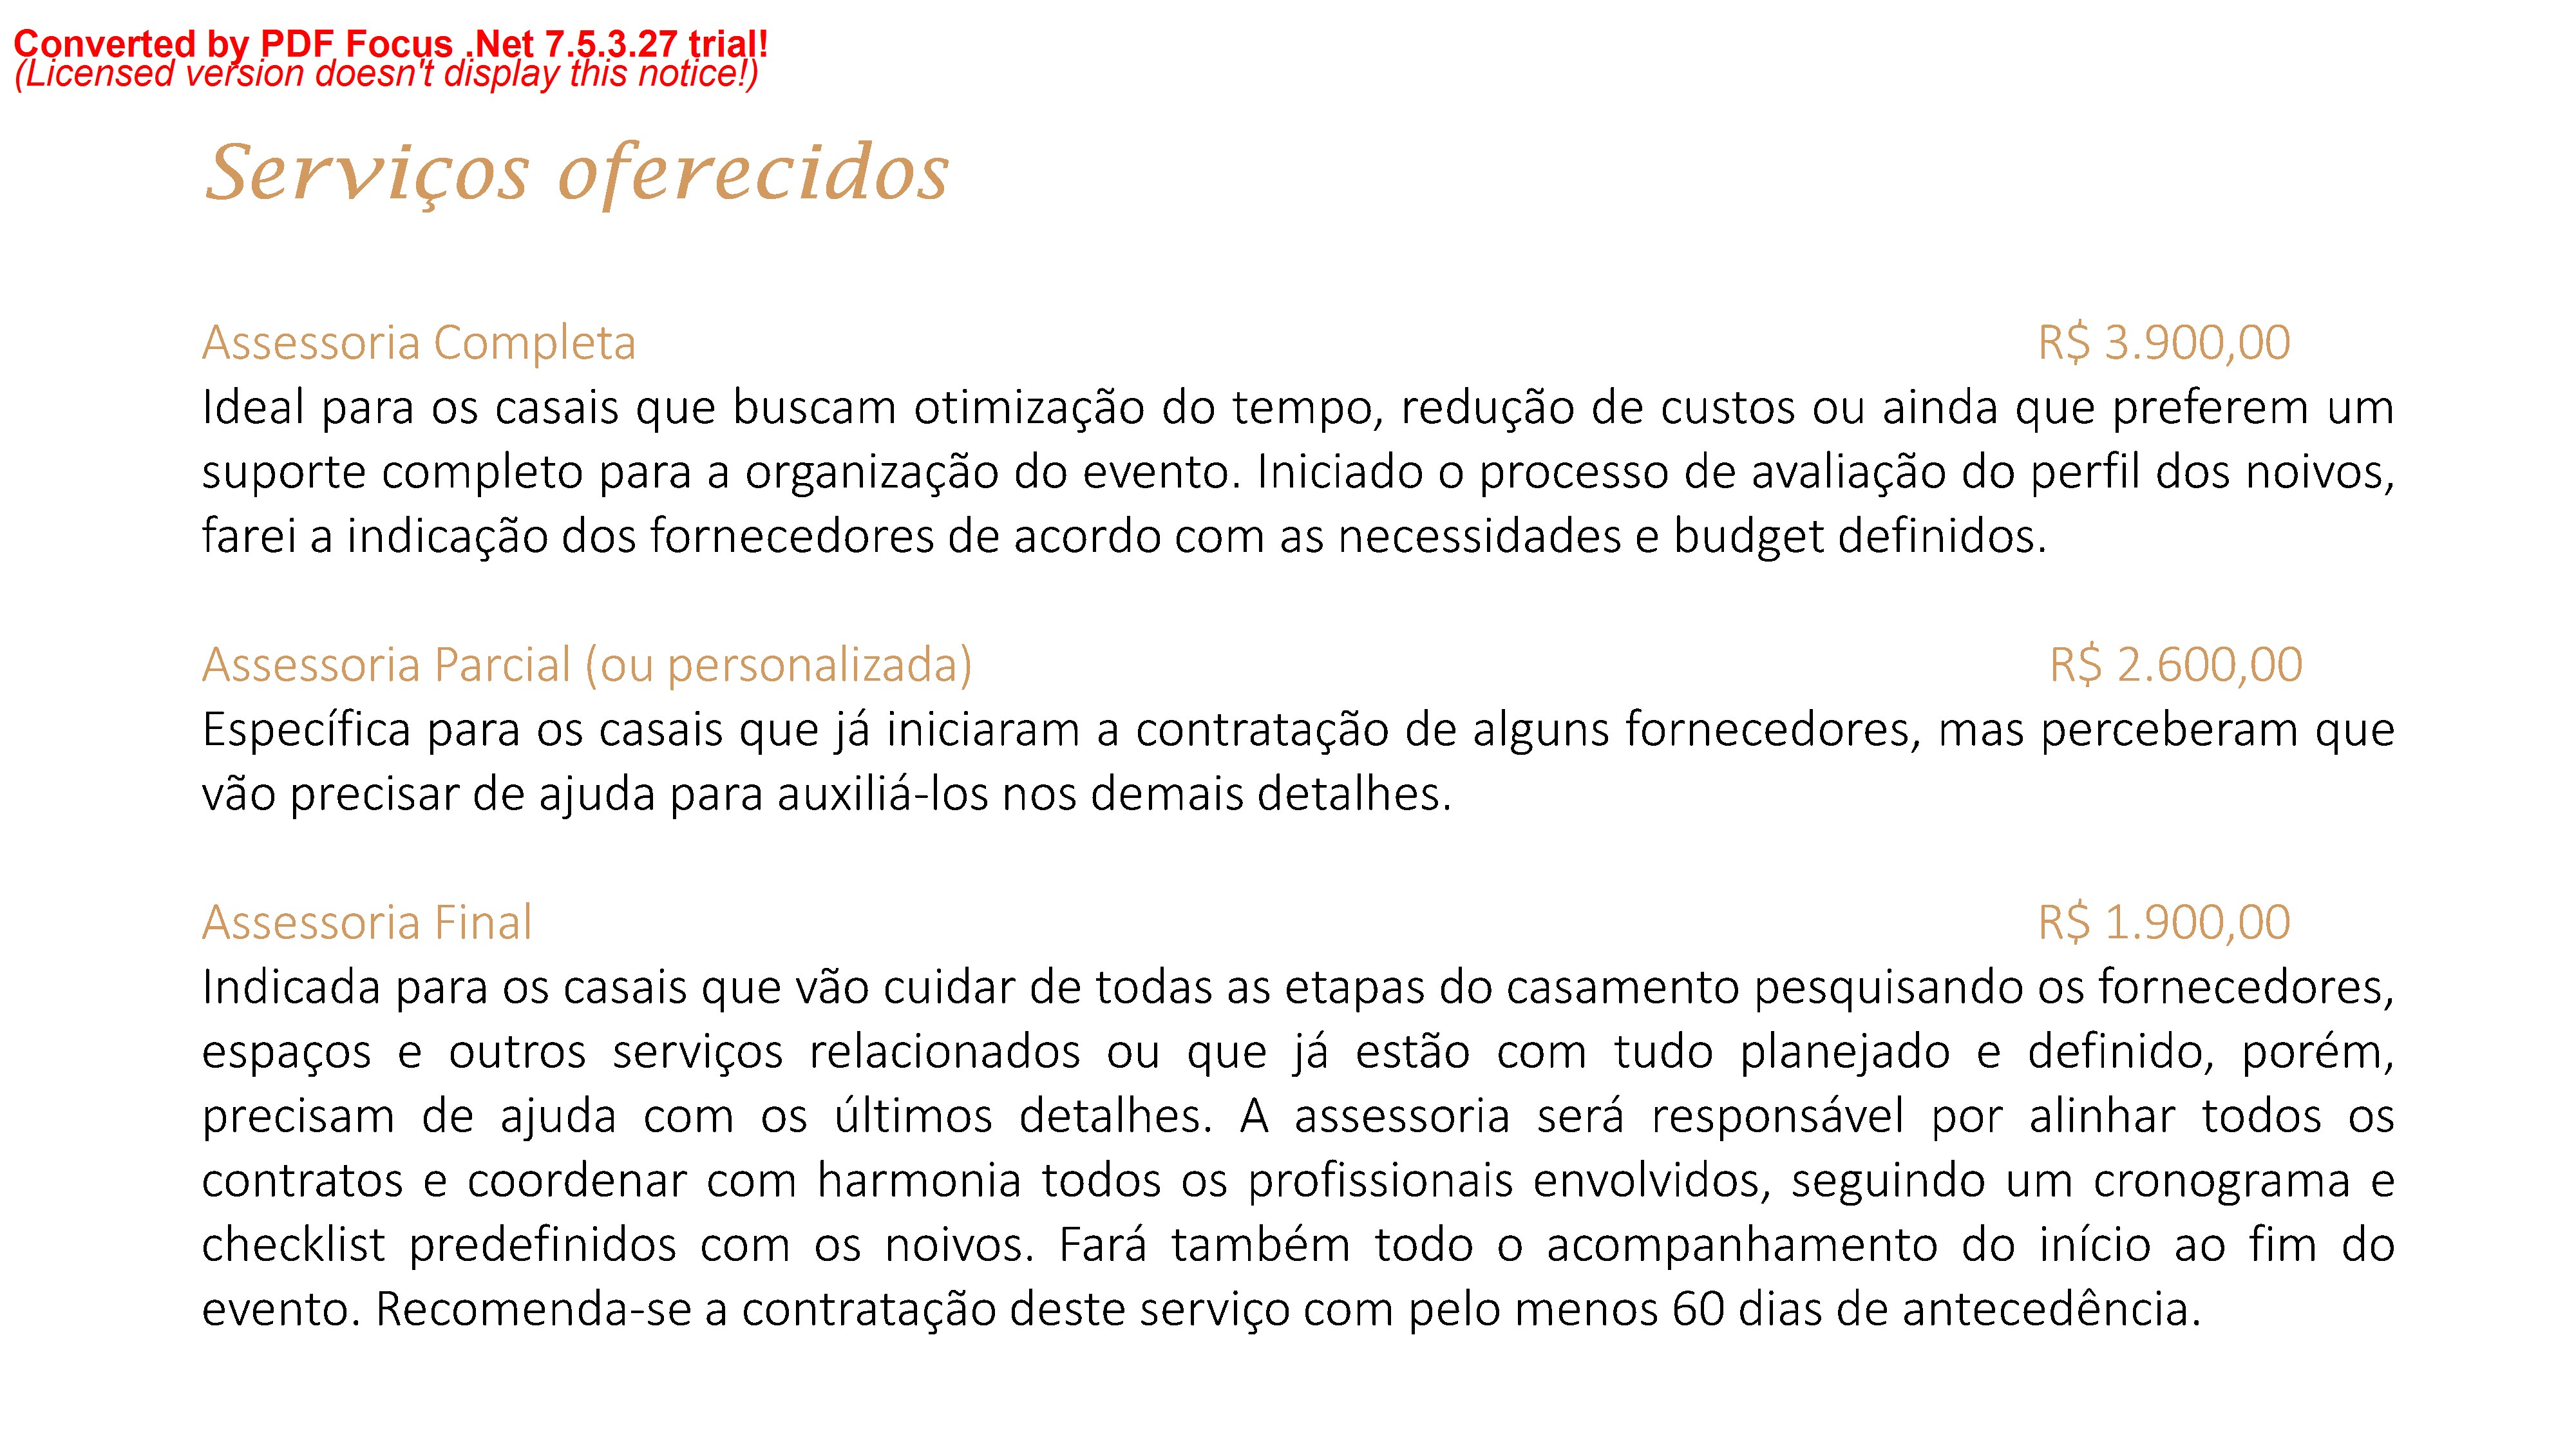 Converted by PDF Focus .Net 7.5.3.27 trial!
(Licensed version doesn't display this notice!)
Serviços oferecidos
Assessoria Completa R$ 3.900,00
Ideal para os casais que buscam otimização do tempo, redução de custos ou ainda que preferem um
suporte completo para a organização do evento. Iniciado o processo de avaliação do perfil dos noivos,
farei a indicação dos fornecedores de acordo com as necessidades e budget definidos.
Assessoria Parcial (ou personalizada) R$ 2.600,00
Específica para os casais que já iniciaram a contratação de alguns fornecedores, mas perceberam que
vão precisar de ajuda para auxiliá-los nos demais detalhes.
Assessoria Final R$ 1.900,00
Indicada para os casais que vão cuidar de todas as etapas do casamento pesquisando os fornecedores,
espaços e outros serviços relacionados ou que já estão com tudo planejado e definido, porém,
precisam de ajuda com os últimos detalhes. A assessoria será responsável por alinhar todos os
contratos e coordenar com harmonia todos os profissionais envolvidos, seguindo um cronograma e
checklist predefinidos com os noivos. Fará também todo o acompanhamento do início ao fim do
evento. Recomenda-se a contratação deste serviço com pelo menos 60 dias de antecedência.